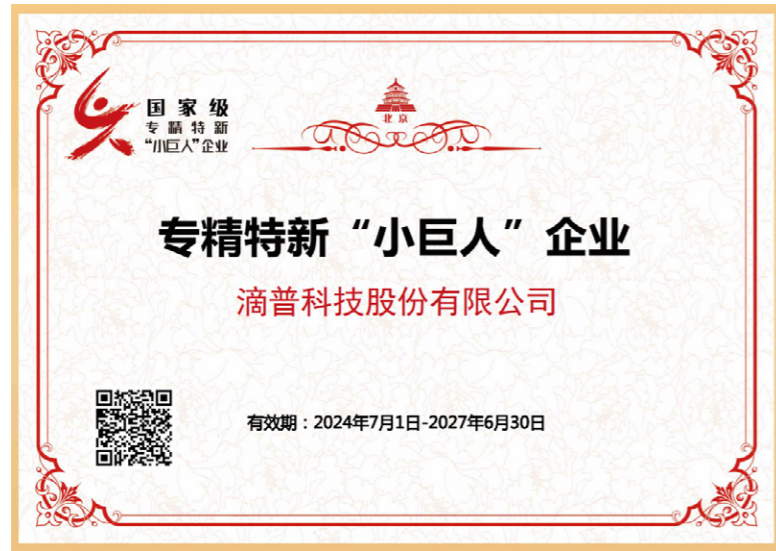 国家级
专精特新
“小巨人”企业
北京
专精特新“小巨人”企业
滴普科技股份有限公司
有效期：2024年7月1日-2027年6月30日